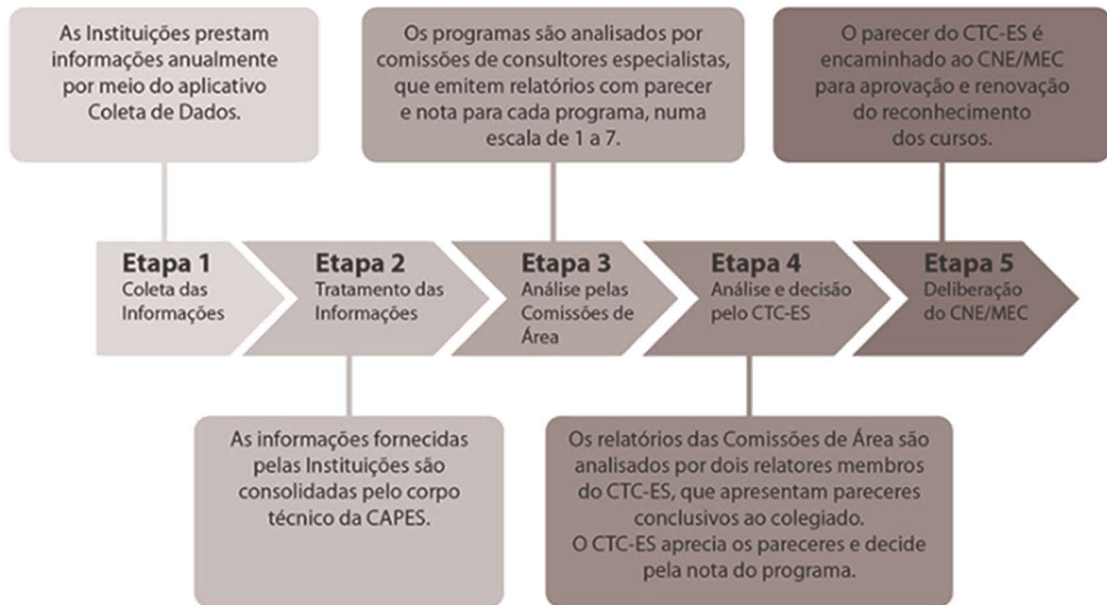 As Instituições prestam
informações anualmente
por meio do aplicativo
Coleta de Dados.
Os programas são analisados por
comissões de consultores especialistas,
que emitem relatórios com parecer
e nota para cada programa, numa
escala de 1 a 7.
O parecer do CTC-ES é
encaminhado ao CNE/MEC
para aprovação e renovação
do reconhecimento
dos cursos.
Etapa 1
Coleta das
Informações
Etapa 2
Tratamento das
Informações
Etapa 3
Análise pelas
Comissões de
Área
Etapa 4
Análise e decisão
pelo CTC-ES
Etapa 5
Deliberação
do CNE/MEC
As informações fornecidas
pelas Instituições são
consolidadas pelo corpo
técnico da CAPES.
Os relatórios das Comissões de Área são
analisados por dois relatores membros
do CTC-ES, que apresentam pareceres
conclusivos ao colegiado.
O CTC-ES aprecia os pareceres e decide
pela nota do programa.